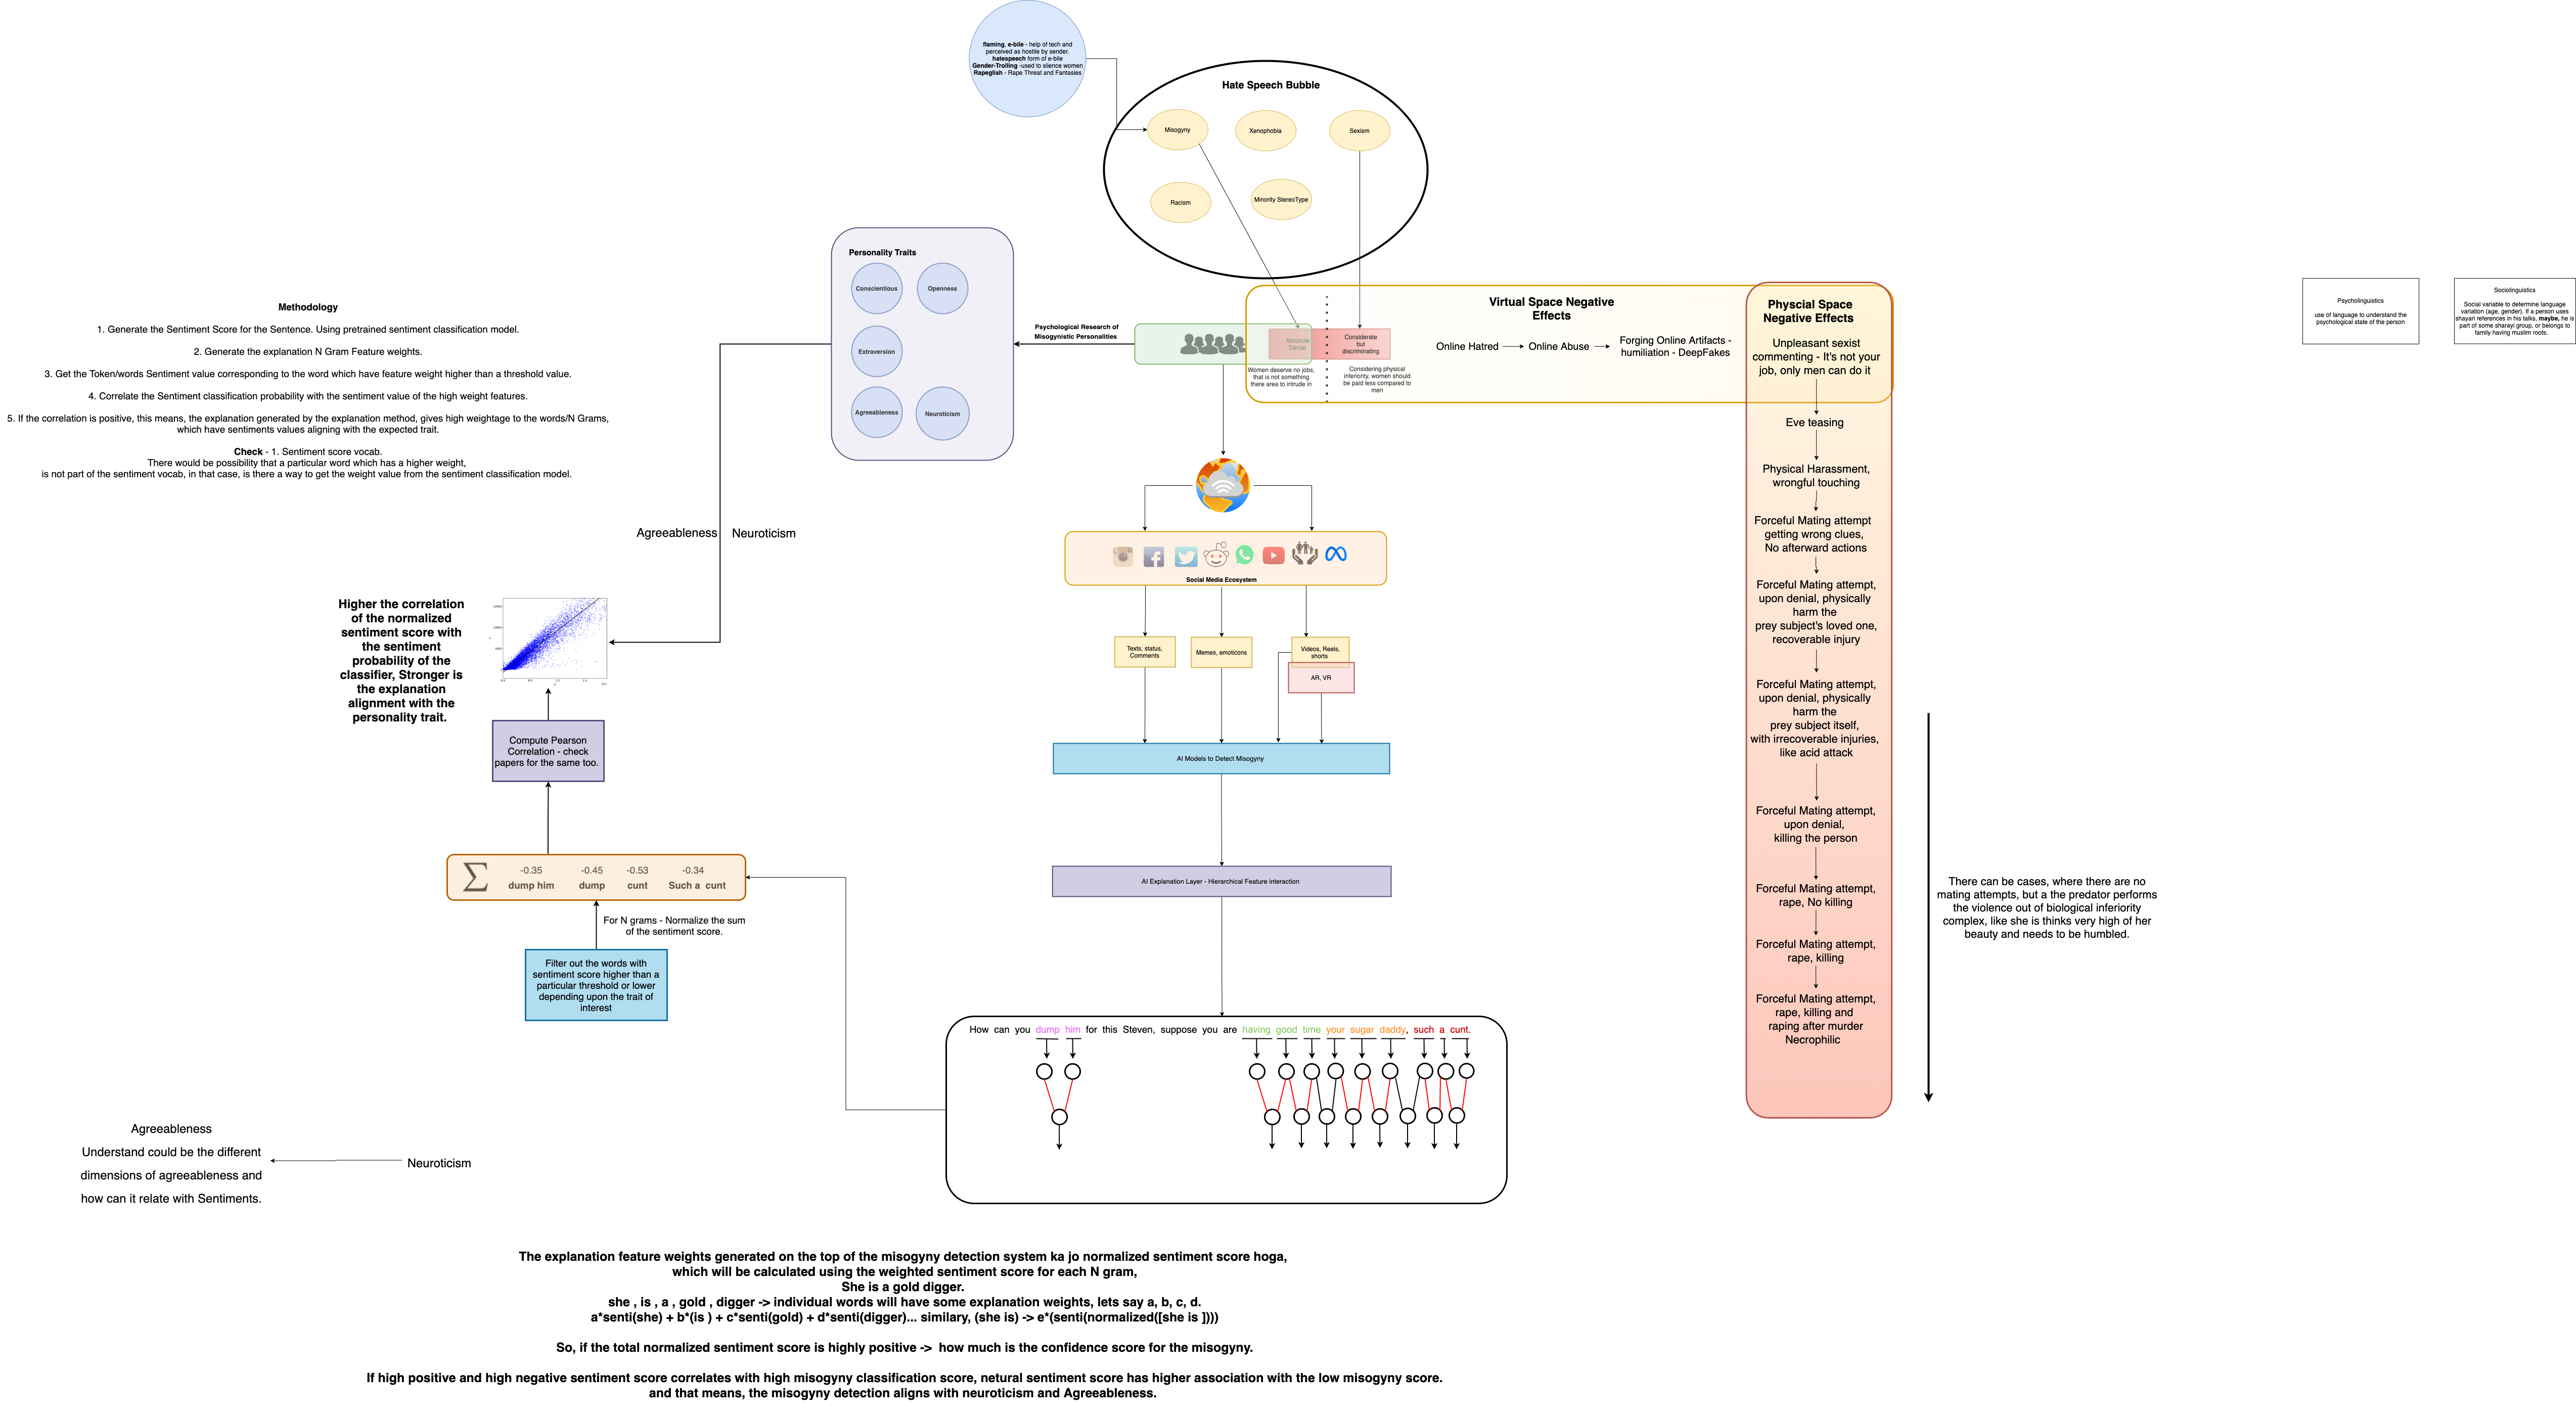 flaming, e-bile - help of tech and
perceived as hostile by sender.
hatespeech form of e-bile
Gender-Trolling -used to silence women
Rapeglish - Rape Threat and Fantasies
Hate Speech Bubble
Misogyny
Xenophobia
Sexism
Racism
Minority StereoType
Personality Traits
Conscientious
Openness
Extraversion
Agreeableness
Neuroticism
Psychological Research of
Misogynistic Personalities
Absolute
Denial
Considerate
but
discriminating
Women deserve no jobs,
that is not something
there area to intrude in
Considering physical
inferiority, women should
be paid less compared to
men
Virtual Space Negative
Effects
Online Hatred
Online Abuse
Forging Online Artifacts -
humiliation - DeepFakes
Physcial Space
Negative Effects
Unpleasant sexist
commenting - It's not your
job, only men can do it
Eve teasing
Physical Harassment,
wrongful touching
Forceful Mating attempt
getting wrong clues,
No afterward actions
Forceful Mating attempt,
upon denial, physically
harm the
prey subject's loved one,
recoverable injury
Forceful Mating attempt,
upon denial, physically
harm the
prey subject itself,
with irrecoverable injuries,
like acid attack
Forceful Mating attempt,
upon denial,
killing the person
Forceful Mating attempt,
rape, No killing
Forceful Mating attempt,
rape, killing
Forceful Mating attempt,
rape, killing and
raping after murder
Necrophilic
There can be cases, where there are no
mating attempts, but a the predator performs
the violence out of biological inferiority
complex, like she is thinks very high of her
beauty and needs to be humbled.
Psycholinguistics
use of language to understand the
psychological state of the person
Sociolinguistics
Social variable to determine language
variation (age, gender). If a person uses
shayari references in his talks, maybe, he is
part of some sharayi group, or belongs to
family having muslim roots.
Methodology
1. Generate the Sentiment Score for the Sentence. Using pretrained sentiment classification model.
2. Generate the explanation N Gram Feature weights.
3. Get the Token/words Sentiment value corresponding to the word which have feature weight higher than a threshold value.
4. Correlate the Sentiment classification probability with the sentiment value of the high weight features.
5. If the correlation is positive, this means, the explanation generated by the explanation method, gives high weightage to the words/N Grams,
which have sentiments values aligning with the expected trait.
Check - 1. Sentiment score vocab.
There would be possibility that a particular word which has a higher weight,
is not part of the sentiment vocab, in that case, is there a way to get the weight value from the sentiment classification model.
Agreeableness
Neuroticism
Social Media Ecosystem
Texts, status,
Comments
Memes, emoticons
Videos, Reels,
shorts
AR, VR
AI Models to Detect Misogyny
AI Explanation Layer - Hierarchical Feature interaction
How can you dump him for this Steven, suppose you are having good time your sugar daddy, such a cunt.
Higher the correlation
of the normalized
sentiment score with
the sentiment
probability of the
classifier, Stronger is
the explanation
alignment with the
personality trait.
Compute Pearson
Correlation - check
papers for the same too.
∑
-0.35 -0.45 -0.53 -0.34
dump him dump cunt Such a cunt
For N grams - Normalize the sum
of the sentiment score.
Filter out the words with
sentiment score higher than a
particular threshold or lower
depending upon the trait of
interest
Agreeableness
Understand could be the different
dimensions of agreeableness and
how can it relate with Sentiments.
Neuroticism
The explanation feature weights generated on the top of the misogyny detection system ka jo normalized sentiment score hoga,
which will be calculated using the weighted sentiment score for each N gram,
She is a gold digger.
she , is , a , gold , digger -> individual words will have some explanation weights, lets say a, b, c, d.
a*senti(she) + b*(is ) + c*senti(gold) + d*senti(digger)... similary, (she is) -> e*(senti(normalized([she is ])))
So, if the total normalized sentiment score is highly positive -> how much is the confidence score for the misogyny.
If high positive and high negative sentiment score correlates with high misogyny classification score, netural sentiment score has higher association with the low misogyny score.
and that means, the misogyny detection aligns with neuroticism and Agreeableness.